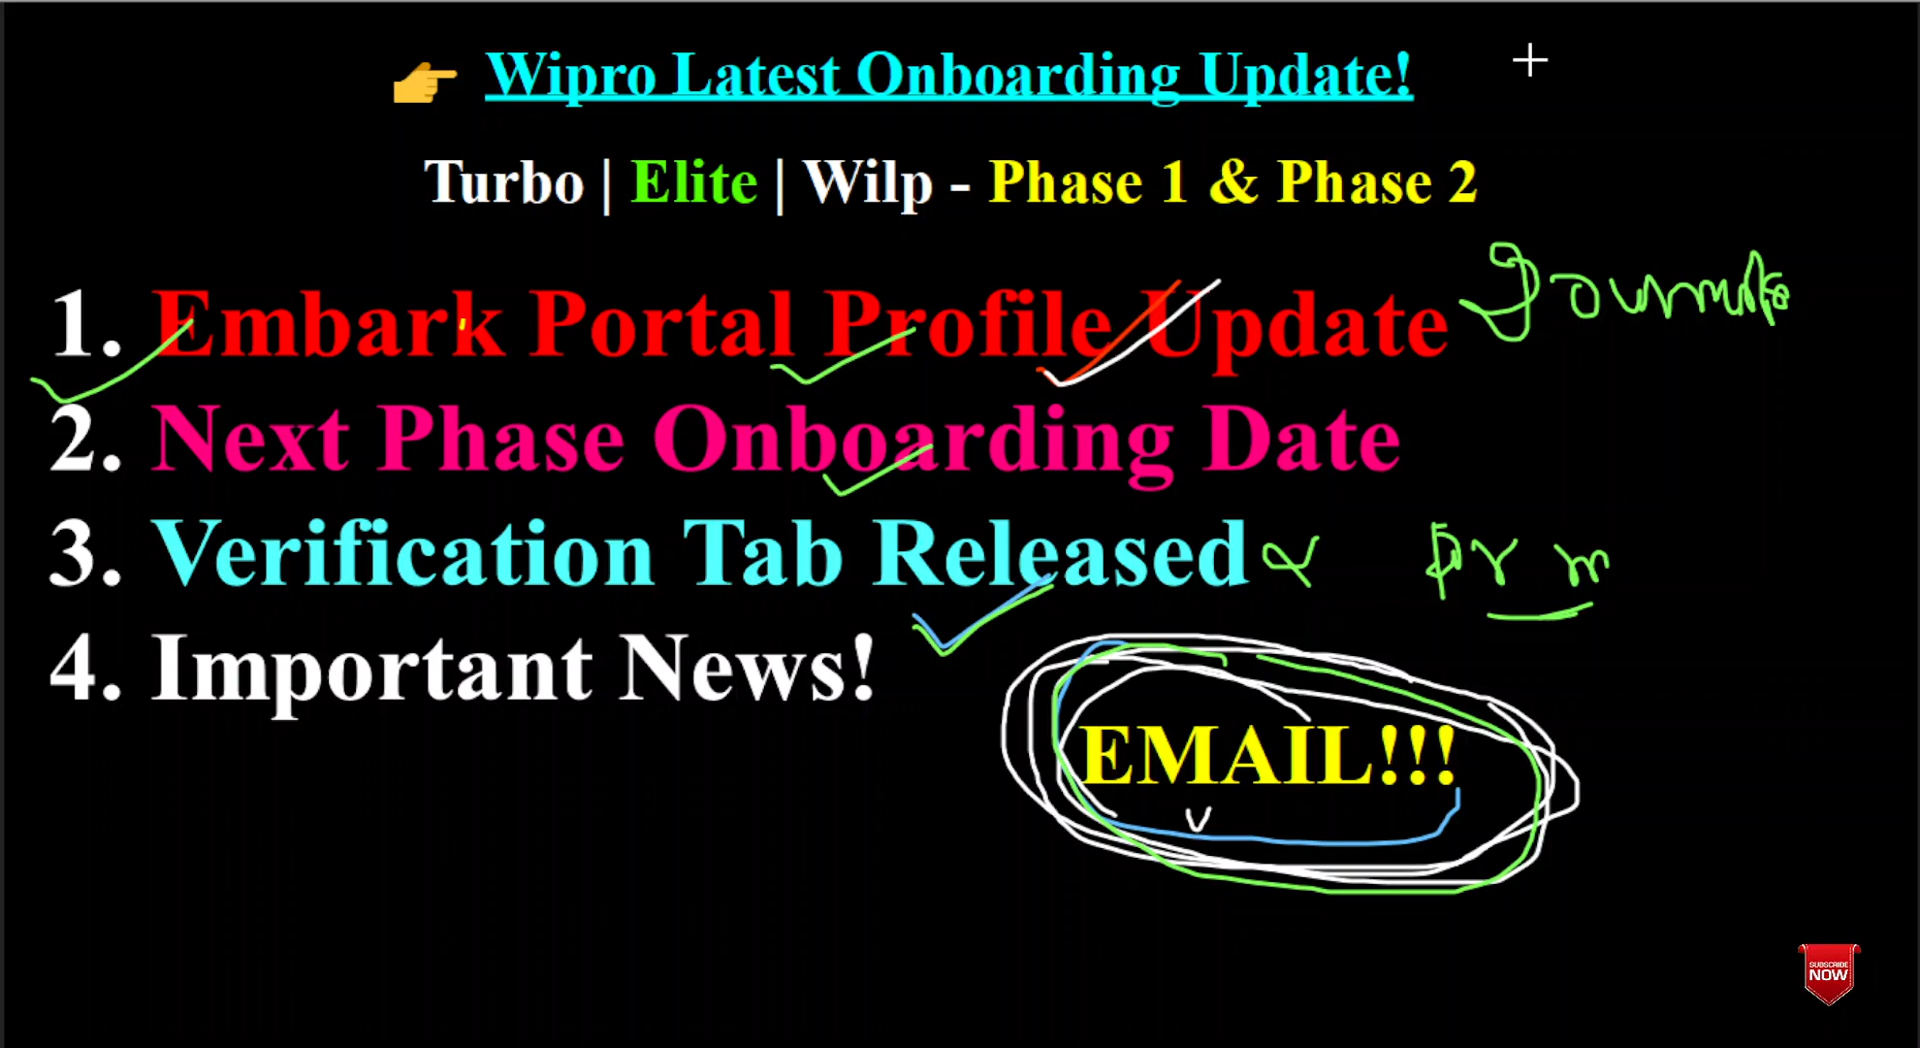 Wipro Latest Onboarding Update!
Turbo | Elite | Wilp - Phase 1 & Phase 2
1. Embark Portal Profile Update
2. Next Phase Onboarding Date
3. Verification Tab Released
4. Important News!
EMAIL!!!
SUBSCRIBE
NOW